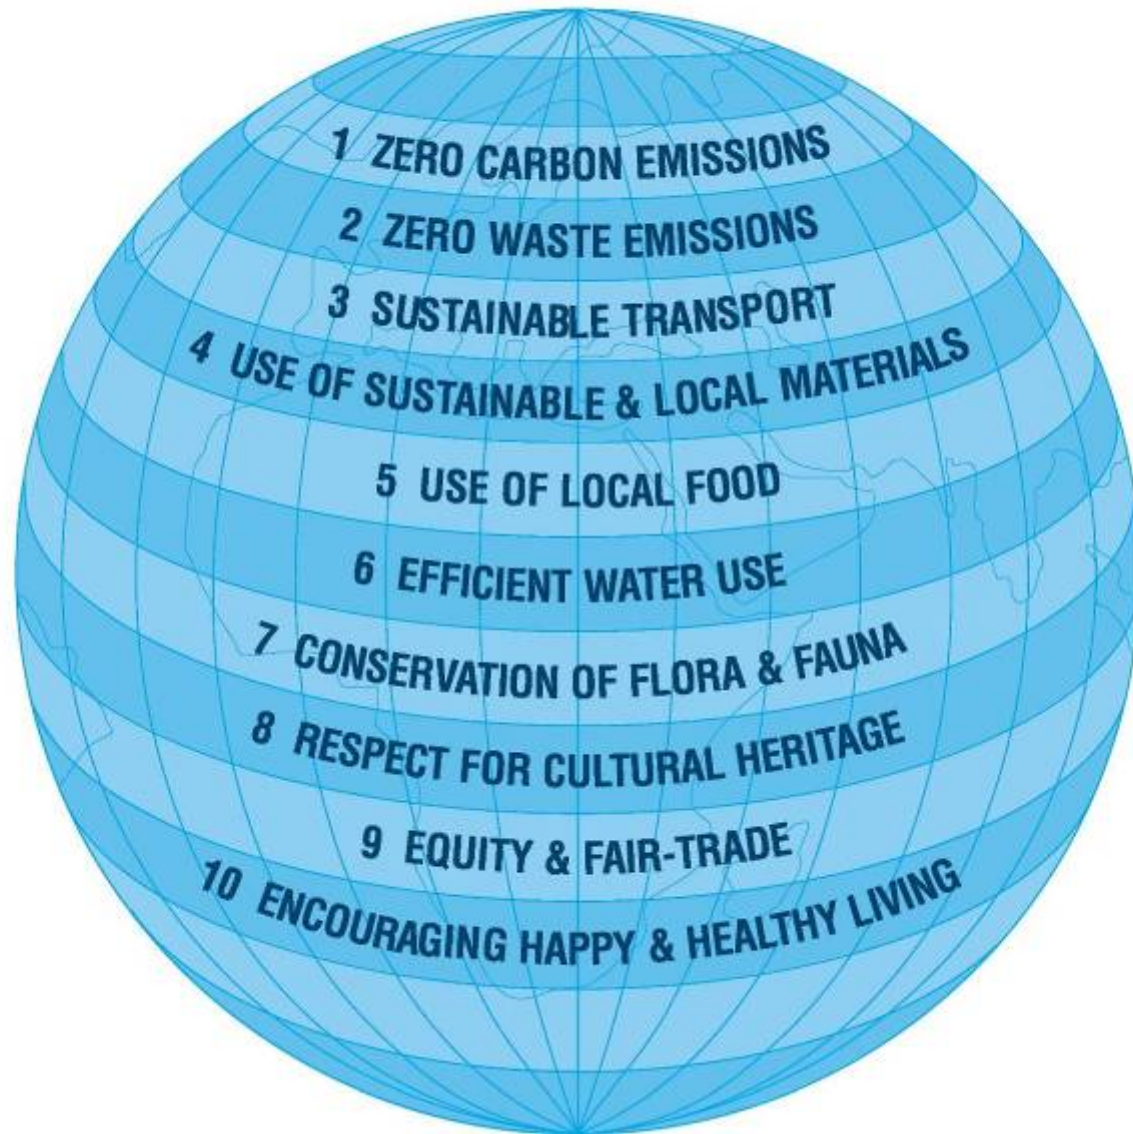 1 ZERO CARBON EMISSIONS
2 ZERO WASTE EMISSIONS
3 SUSTAINABLE TRANSPORT
4 USE OF SUSTAINABLE & LOCAL MATERIALS
5 USE OF LOCAL FOOD
6 EFFICIENT WATER USE
7 CONSERVATION OF FLORA & FAUNA
8 RESPECT FOR CULTURAL HERITAGE
9 EQUITY & FAIR-TRADE
10 ENCOURAGING HAPPY & HEALTHY LIVING